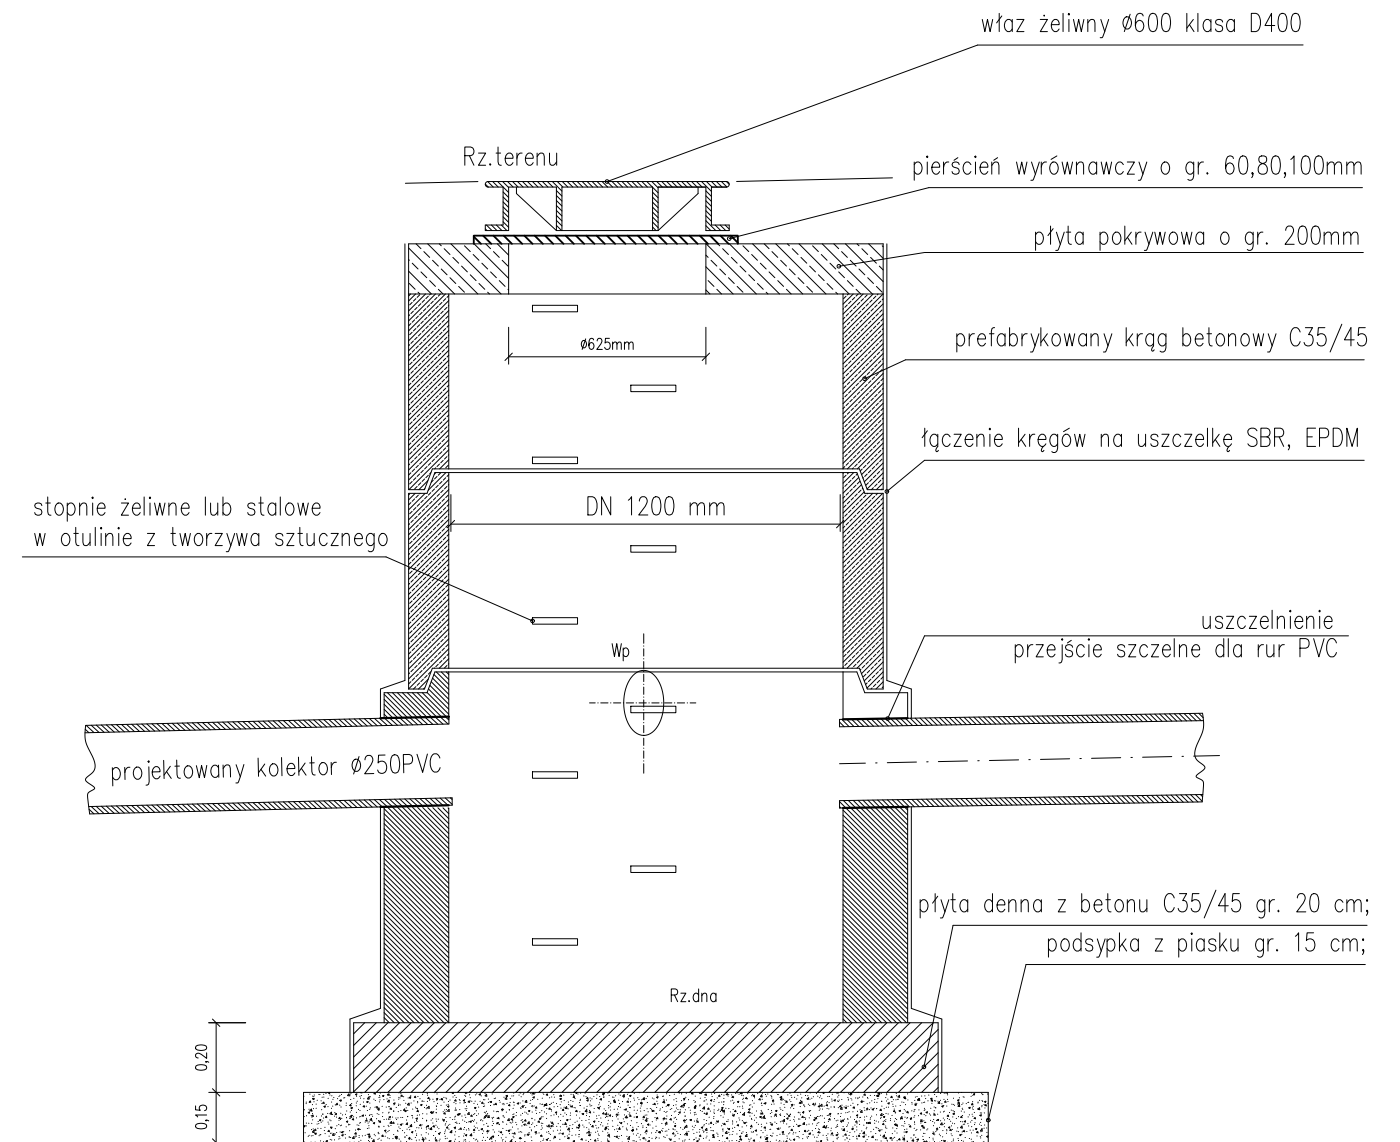 właz żeliwny Ø600 klasa D400
Rz.terenu
pierścień wyrównawczy o gr. 60,80,100mm
płyta pokrywowa o gr. 200mm
Ø625mm
prefabrykowany krąg betonowy C35/45
łączenie kręgów na uszczelkę SBR, EPDM
stopnie żeliwne lub stalowe
w otulinie z tworzywa sztucznego
DN 1200 mm
uszczelnienie
przejście szczelne dla rur PVC
Wp
projektowany kolektor Ø250PVC
płyta denna z betonu C35/45 gr. 20 cm;
podsypka z piasku gr. 15 cm;
Rz.dna
0,20
0,15